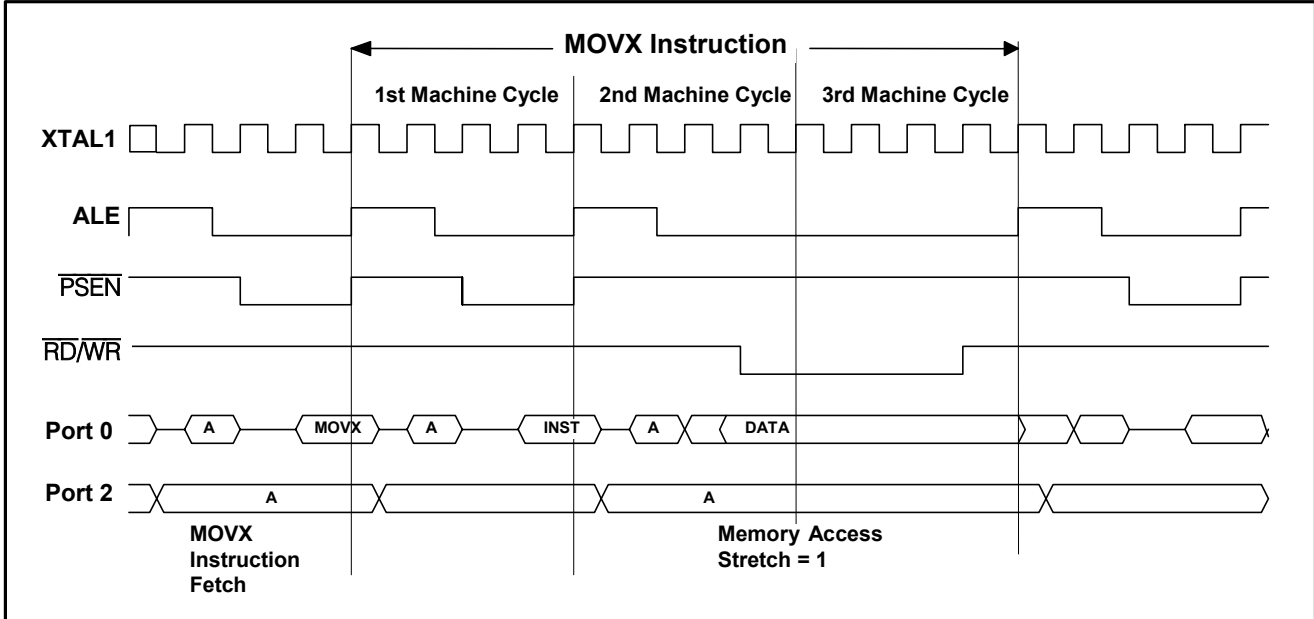 MOVX Instruction
1st Machine Cycle 2nd Machine Cycle 3rd Machine Cycle
XTAL1
ALE
PSEN
RD/WR
Port 0 A MOVX A INST A DATA
Port 2 A A
MOVX
Instruction
Fetch
Memory Access
Stretch = 1